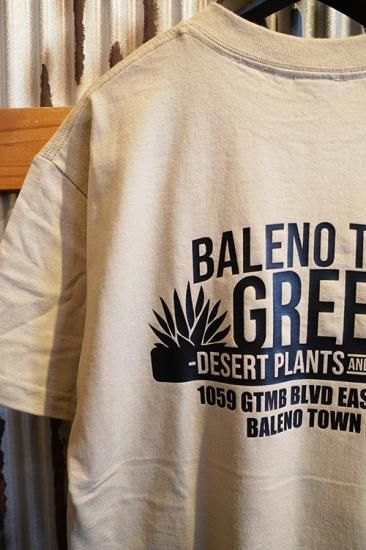 BALENO T
GREE
-DESERT PLANTS AND
1059 GTMB BLVD EAS
BALENO TOWN